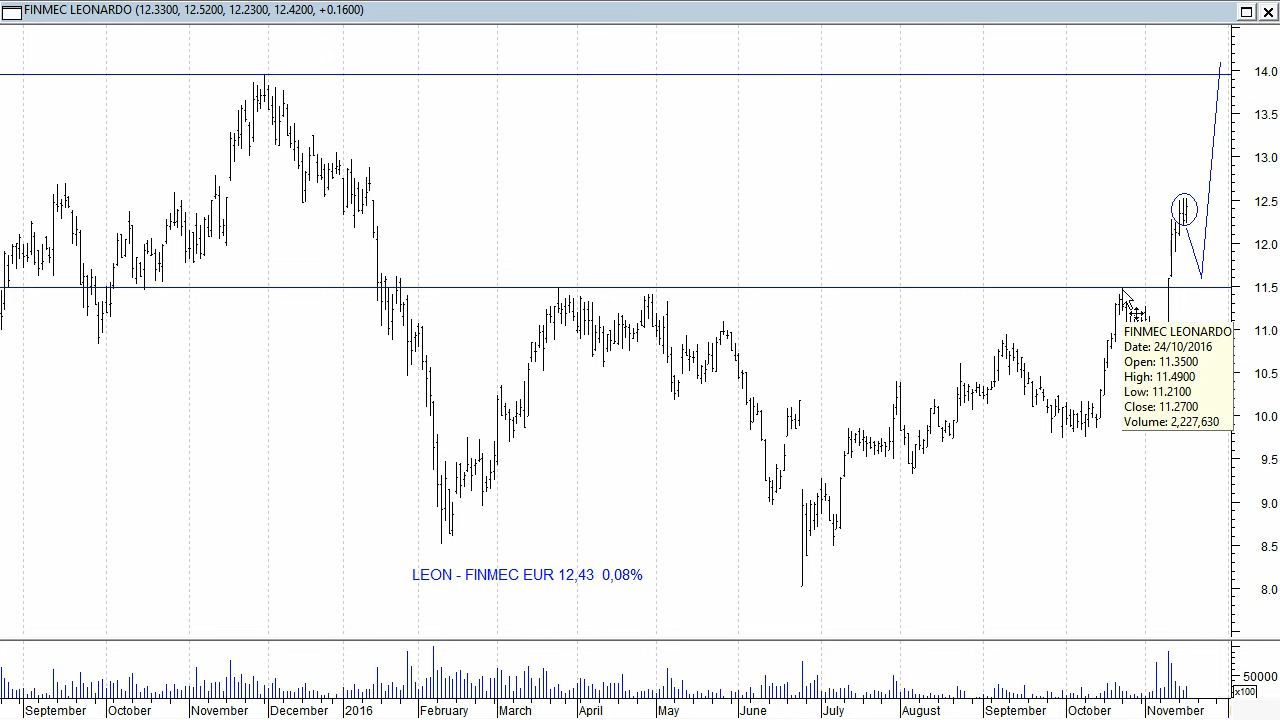 FINMEC LEONARDO (12.3300, 12.5200, 12.2300, 12.4200, +0.1600)
14.0
13.5
13.0
12.5
12.0
11.5
11.0
10.5
10.0
9.5
9.0
8.5
8.0
FINMEC LEONARDO
Date: 24/10/2016
Open: 11.3500
High: 11.4900
Low: 11.2100
Close: 11.2700
Volume: 2,227,630
LEON - FINMEC EUR 12,43 0,08%
50000
x100
September October November December 2016 February March April May June July August September October November